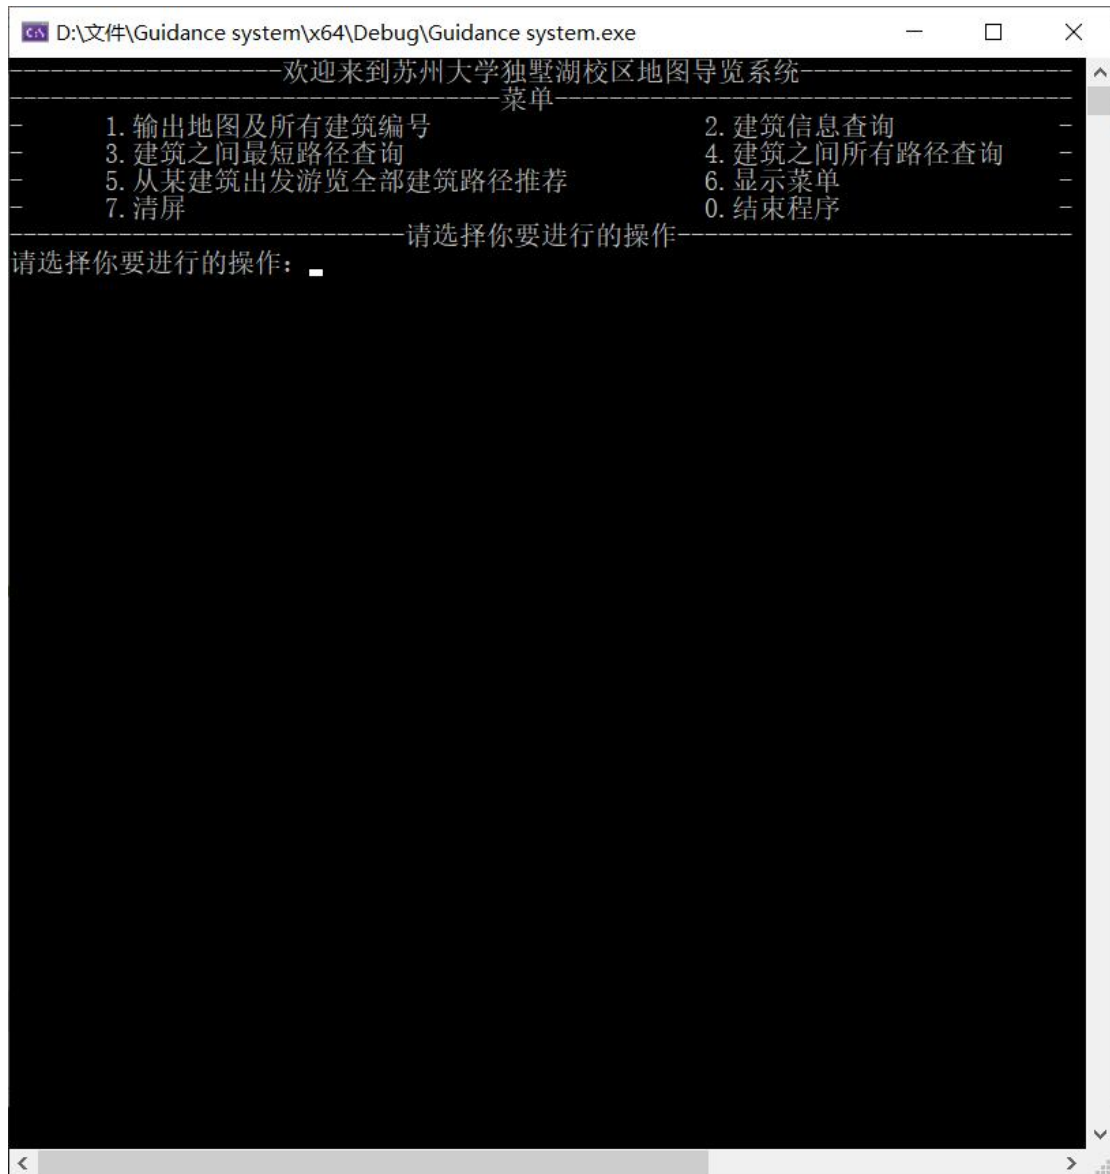 D:\文件\Guidance system\x64\Debug\Guidance system.exe
--------------------欢迎来到苏州大学独墅湖校区地图导览系统--------------------
------------------------------------菜单--------------------------------------
- 1.输出地图及所有建筑编号 2.建筑信息查询 -
- 3.建筑之间最短路径查询 4.建筑之间所有路径查询 -
- 5.从某建筑出发游览全部建筑路径推荐 6.显示菜单 -
- 7.清屏 0.结束程序 -
-----------------------------请选择你要进行的操作-----------------------------
请选择你要进行的操作：